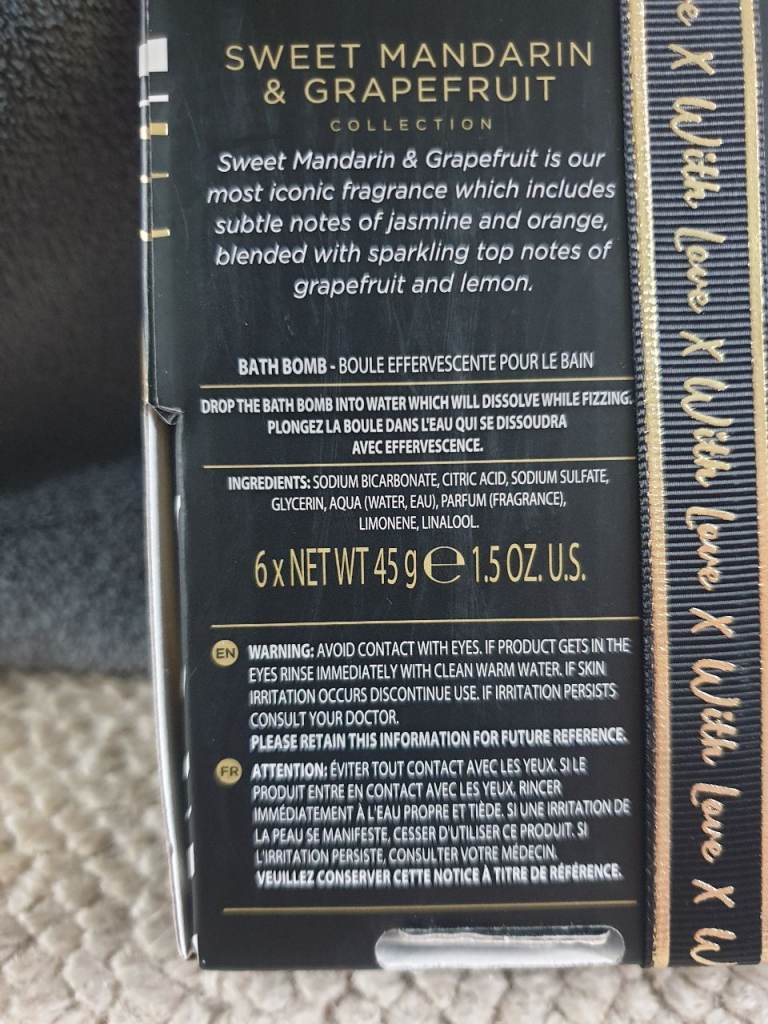 SWEET MANDARIN
& GRAPEFRUIT
COLLECTION
Sweet Mandarin & Grapefruit is our
most iconic fragrance which includes
subtle notes of jasmine and orange,
blended with sparkling top notes of
grapefruit and lemon.
BATH BOMB - BOULE EFFERVESCENTE POUR LE BAIN
DROP THE BATH BOMB INTO WATER WHICH WILL DISSOLVE WHILE FIZZING.
PLONGEZ LA BOULE DANS L'EAU QUI SE DISSOUDRA
AVEC EFFERVESCENCE.
INGREDIENTS: SODIUM BICARBONATE, CITRIC ACID, SODIUM SULFATE,
GLYCERIN, AQUA (WATER, EAU), PARFUM (FRAGRANCE),
LIMONENE, LINALOOL.
6 x NET WT 45 g ℮ 1.5 OZ. U.S.
EN WARNING: AVOID CONTACT WITH EYES. IF PRODUCT GETS IN THE
EYES RINSE IMMEDIATELY WITH CLEAN WARM WATER. IF SKIN
IRRITATION OCCURS DISCONTINUE USE. IF IRRITATION PERSISTS
CONSULT YOUR DOCTOR.
PLEASE RETAIN THIS INFORMATION FOR FUTURE REFERENCE.
FR ATTENTION: ÉVITER TOUT CONTACT AVEC LES YEUX. SI LE
PRODUIT ENTRE EN CONTACT AVEC LES YEUX, RINCER
IMMÉDIATEMENT À L'EAU PROPRE ET TIÈDE. SI UNE IRRITATION DE
LA PEAU SE MANIFESTE, CESSER D'UTILISER CE PRODUIT. SI
L'IRRITATION PERSISTE, CONSULTER VOTRE MÉDECIN.
VEUILLEZ CONSERVER CETTE NOTICE À TITRE DE RÉFÉRENCE.
e X With Love X With Love X With Love X W